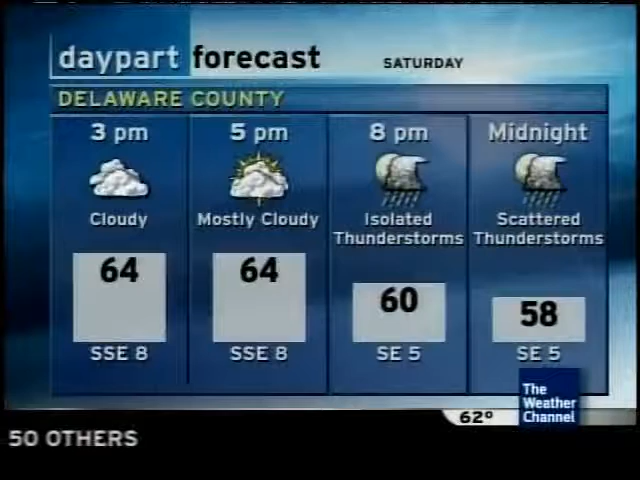 daypart forecast SATURDAY
DELAWARE COUNTY
3 pm 5 pm 8 pm Midnight
Cloudy Mostly Cloudy Isolated Thunderstorms Scattered Thunderstorms
64 64 60 58
SSE 8 SSE 8 SE 5 SE 5
The
Weather
Channel
62°
50 OTHERS